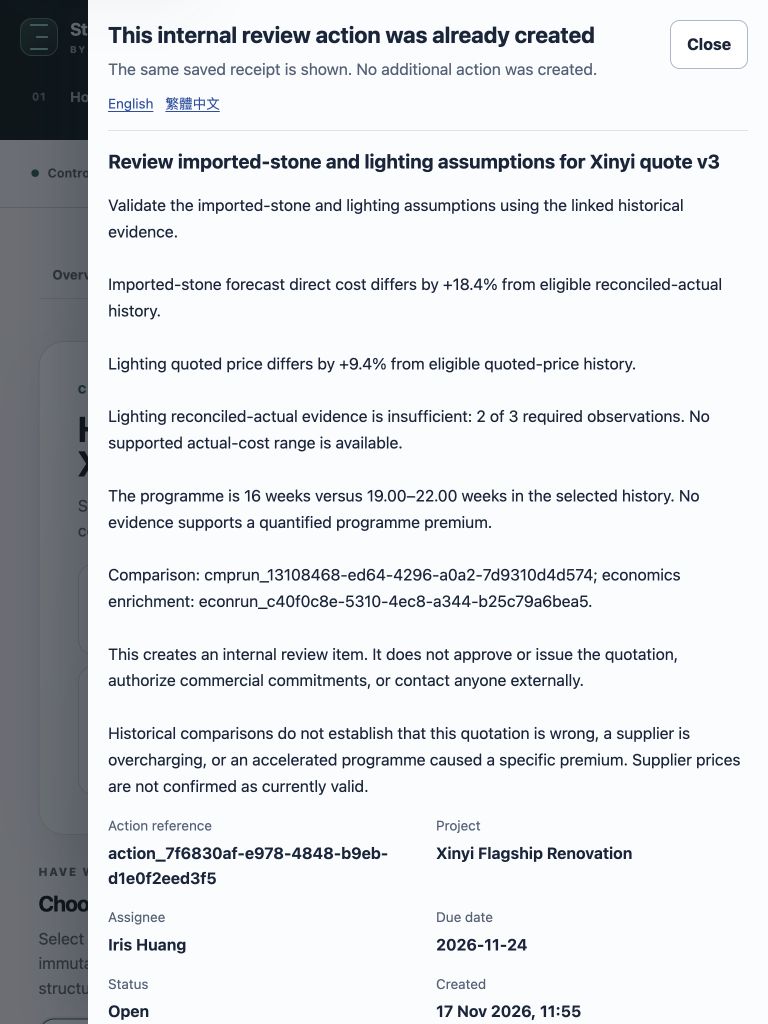 This internal review action was already created
Close
The same saved receipt is shown. No additional action was created.
English 繁體中文
01
Review imported-stone and lighting assumptions for Xinyi quote v3
Validate the imported-stone and lighting assumptions using the linked historical
evidence.
Imported-stone forecast direct cost differs by +18.4% from eligible reconciled-actual
history.
Lighting quoted price differs by +9.4% from eligible quoted-price history.
Lighting reconciled-actual evidence is insufficient: 2 of 3 required observations. No
supported actual-cost range is available.
The programme is 16 weeks versus 19.00–22.00 weeks in the selected history. No
evidence supports a quantified programme premium.
Comparison: cmprun_13108468-ed64-4296-a0a2-7d9310d4d574; economics
enrichment: econrun_c40f0c8e-5310-4ec8-a344-b25c79a6bea5.
This creates an internal review item. It does not approve or issue the quotation,
authorize commercial commitments, or contact anyone externally.
Historical comparisons do not establish that this quotation is wrong, a supplier is
overcharging, or an accelerated programme caused a specific premium. Supplier prices
are not confirmed as currently valid.
Action reference
action_7f6830af-e978-4848-b9eb-
d1e0f2eed3f5
Project
Xinyi Flagship Renovation
Assignee
Iris Huang
Due date
2026-11-24
Status
Open
Created
17 Nov 2026, 11:55
HAVE
Select